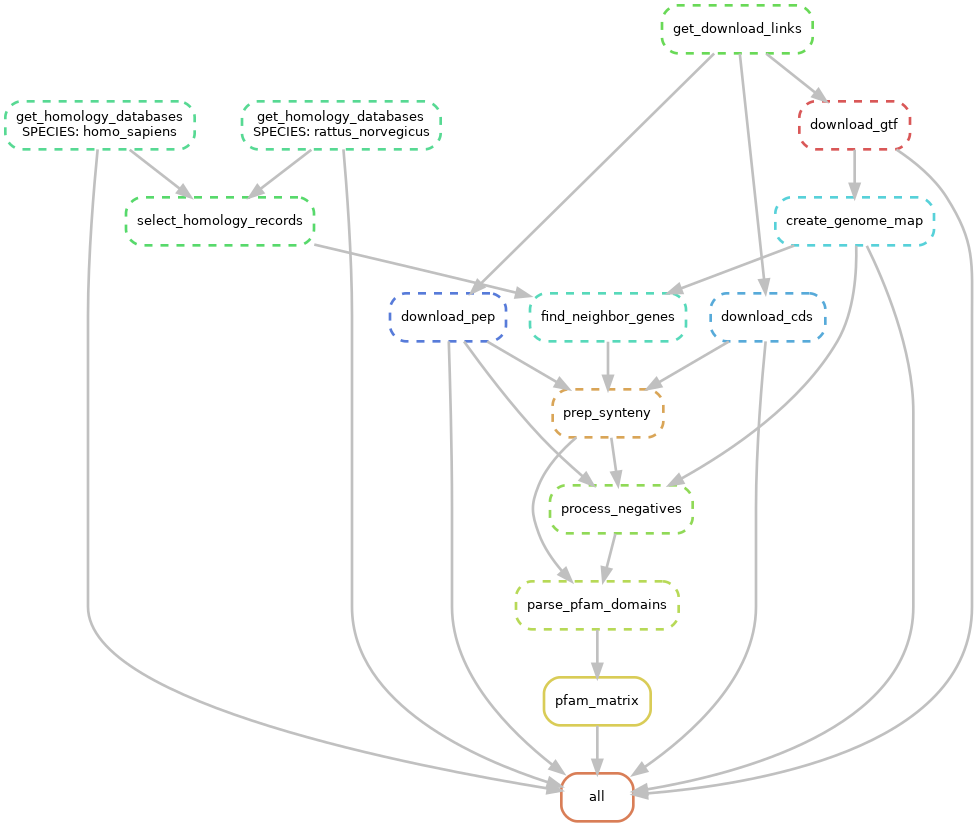 get_download_links
get_homology_databases
SPECIES: homo_sapiens
get_homology_databases
SPECIES: rattus_norvegicus
download_gtf
select_homology_records
create_genome_map
download_pep
find_neighbor_genes
download_cds
prep_synteny
process_negatives
parse_pfam_domains
pfam_matrix
all